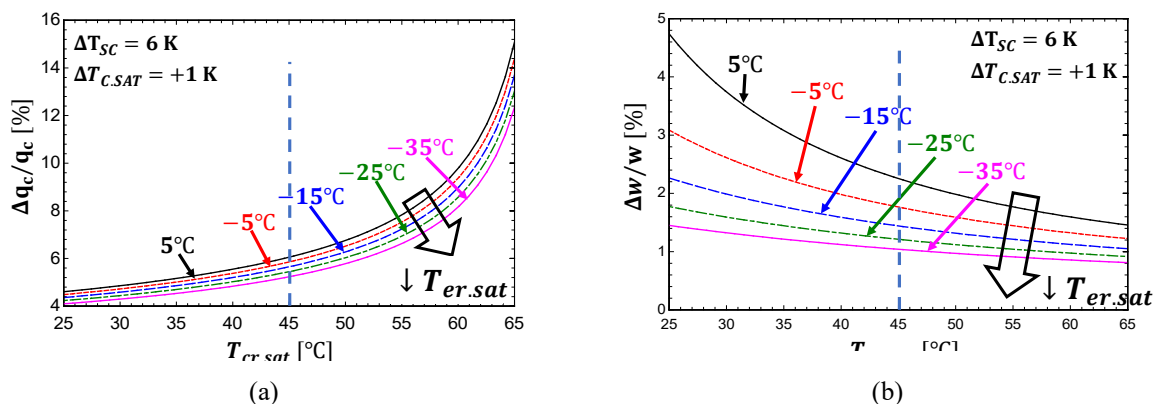 Δq_c/q_c [%]
16
14
12
10
8
6
4
ΔT_SC = 6 K
ΔT_C.SAT = +1 K
-35°C
-25°C
-15°C
-5°C
5°C
↓ T_er.sat
25 30 35 40 45 50 55 60 65
T_cr.sat [°C]
(a)
Δw/w [%]
5
4
3
2
1
0
ΔT_SC = 6 K
ΔT_C.SAT = +1 K
5°C
-5°C
-15°C
-25°C
-35°C
↓ T_er.sat
25 30 35 40 45 50 55 60 65
T [°C]
(b)